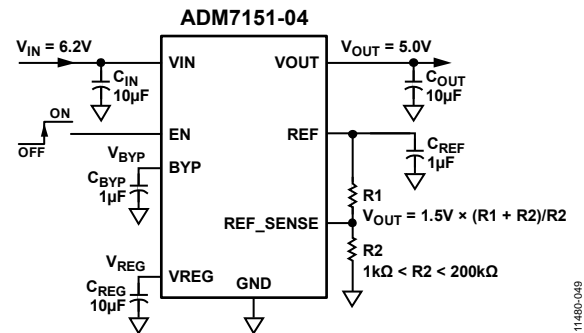 ADM7151-04
VIN = 6.2V
VIN
VOUT
VOUT = 5.0V
CIN
10µF
COUT
10µF
ON
OFF
EN
REF
CREF
1µF
VBYP
BYP
CBYP
1µF
R1
REF_SENSE
VOUT = 1.5V × (R1 + R2)/R2
R2
1kΩ < R2 < 200kΩ
VREG
VREG
GND
CREG
10µF
11480-049